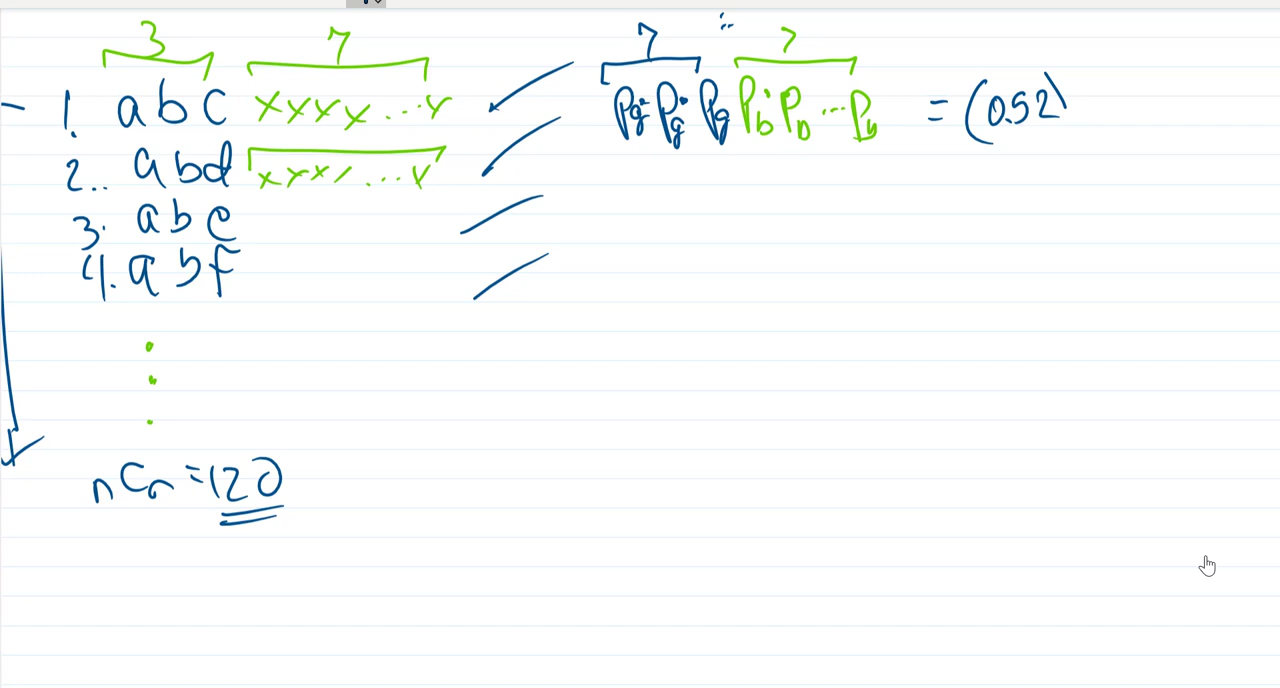 3 7 7 7
1. a b c x x x x ... x Pg · Pg · Pg Pb · Pb ... Pb = (0.52)
2.. a b d x x x x ... x
3. a b e
4. a b f
nCr = 120